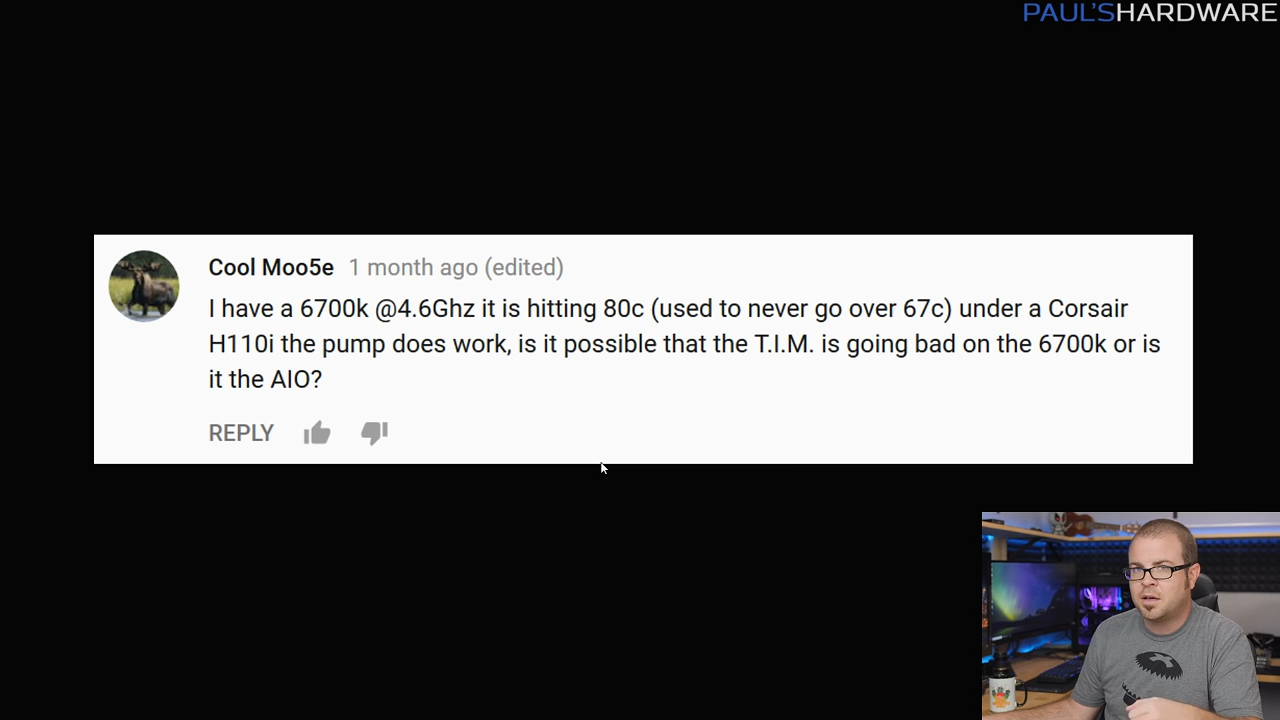 PAUL'SHARDWARE
Cool Moo5e 1 month ago (edited)
I have a 6700k @4.6Ghz it is hitting 80c (used to never go over 67c) under a Corsair
H110i the pump does work, is it possible that the T.I.M. is going bad on the 6700k or is
it the AIO?
REPLY